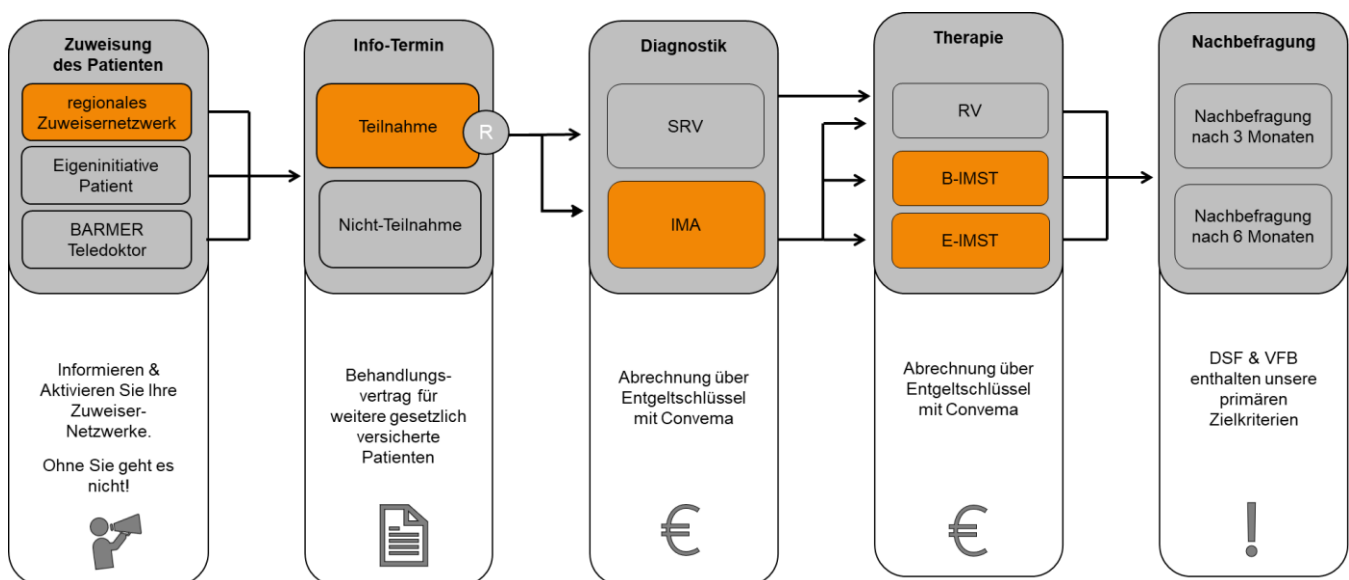 Zuweisung
des Patienten
regionales
Zuweisernetzwerk
Eigeninitiative
Patient
BARMER
Teledoktor
Informieren &
Aktivieren Sie Ihre
Zuweiser-
Netzwerke.
Ohne Sie geht es
nicht!
Info-Termin
Teilnahme
R
Nicht-Teilnahme
Behandlungs-
vertrag für
weitere gesetzlich
versicherte
Patienten
Diagnostik
SRV
IMA
Abrechnung über
Entgeltschlüssel
mit Convema
€
Therapie
RV
B-IMST
E-IMST
Abrechnung über
Entgeltschlüssel
mit Convema
€
Nachbefragung
Nachbefragung
nach 3 Monaten
Nachbefragung
nach 6 Monaten
DSF & VFB
enthalten unsere
primären
Zielkriterien
!